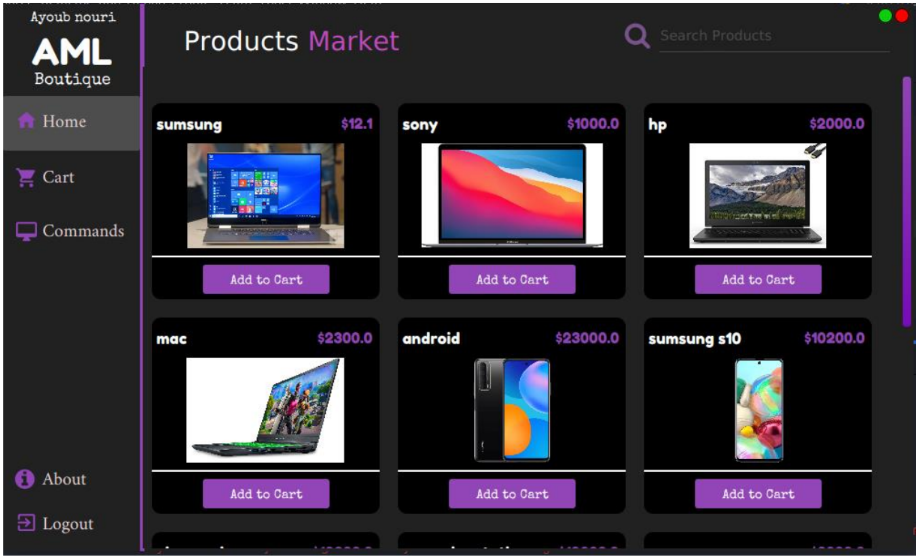 Ayoub nouri
AML
Boutique
Home
Cart
Commands
About
Logout
Products Market
Search Products
sumsung $12.1
Add to Cart
sony $1000.0
Add to Cart
hp $2000.0
Add to Cart
mac $2300.0
Add to Cart
android $23000.0
Add to Cart
sumsung s10 $10200.0
Add to Cart